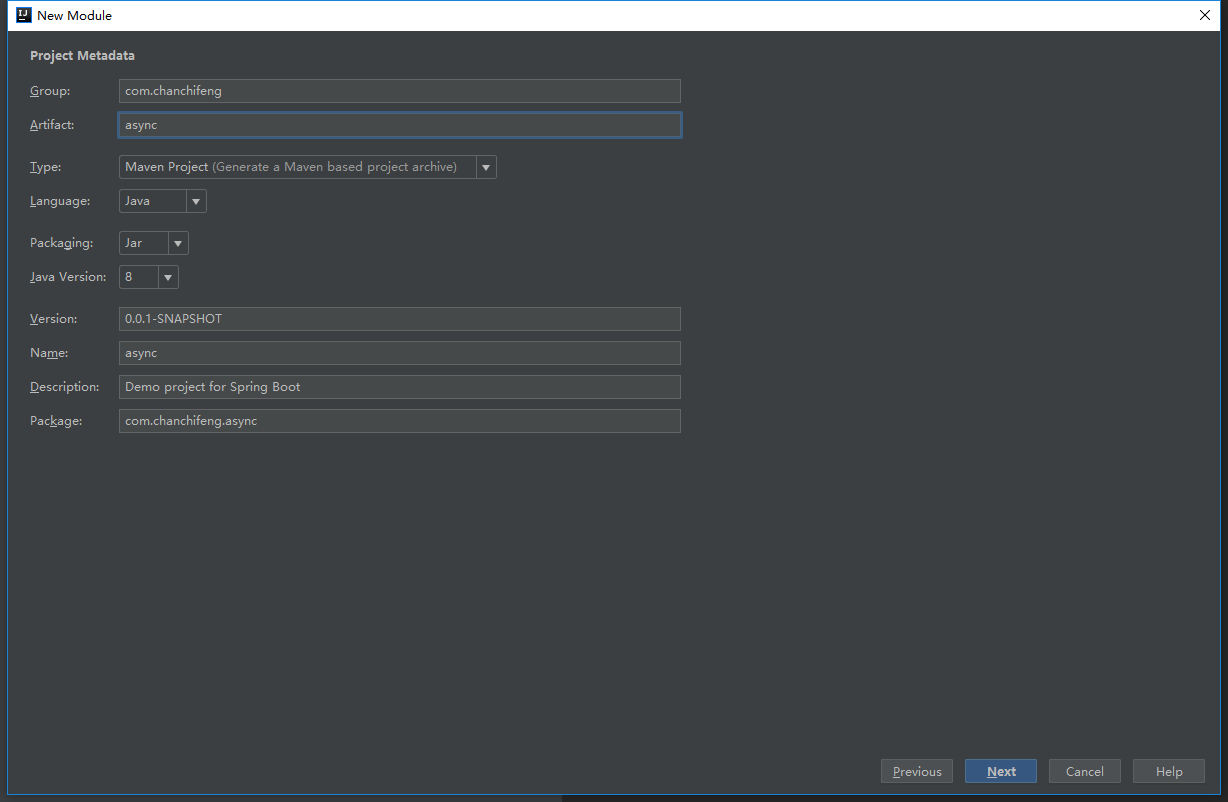 IJ New Module
Project Metadata
Group: com.chanchifeng
Artifact: async
Type: Maven Project (Generate a Maven based project archive)
Language: Java
Packaging: Jar
Java Version: 8
Version: 0.0.1-SNAPSHOT
Name: async
Description: Demo project for Spring Boot
Package: com.chanchifeng.async
Previous Next Cancel Help